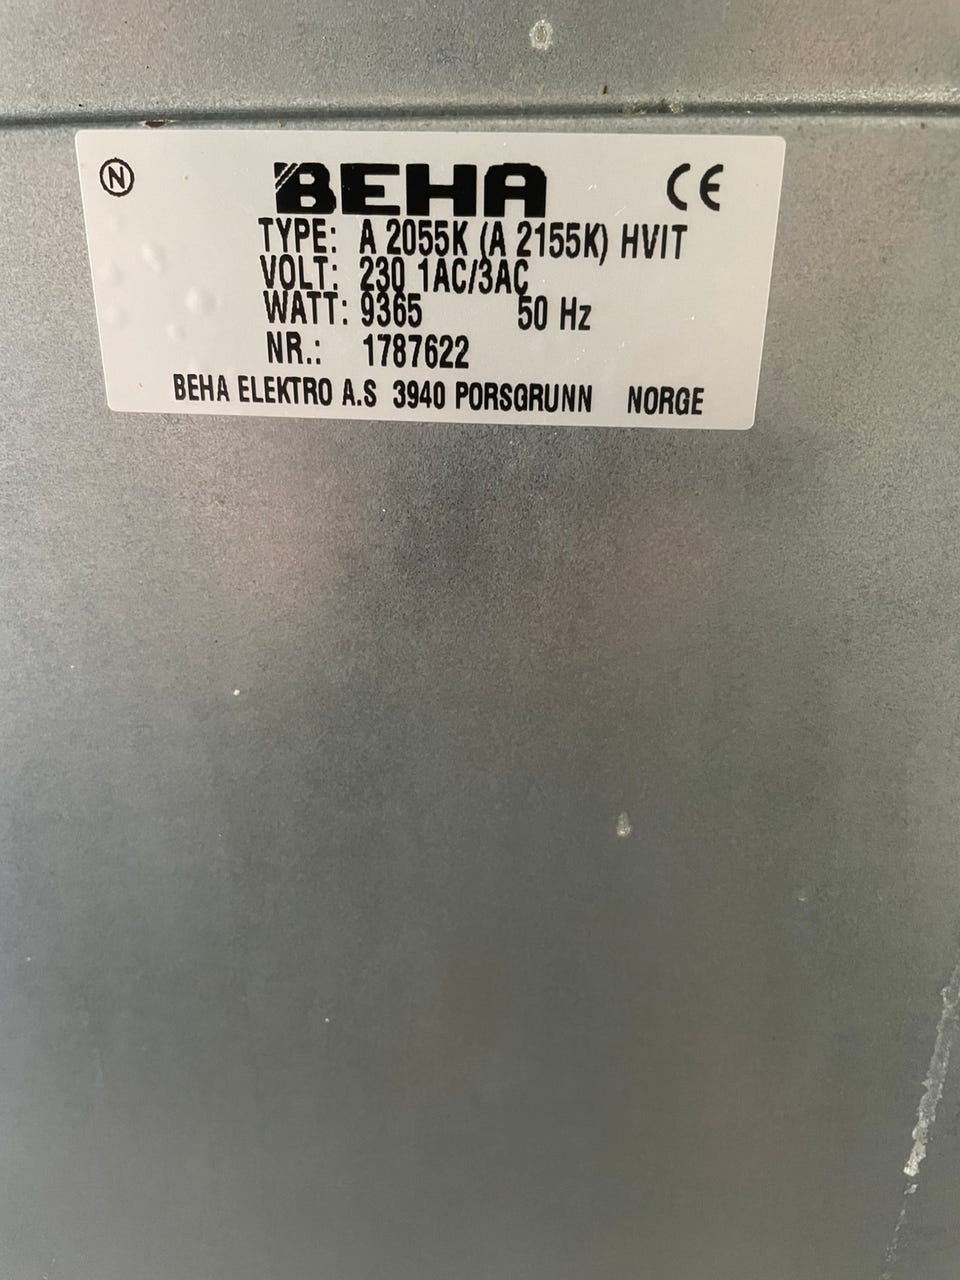 N BEHA CE
TYPE: A 2055K (A 2155K) HVIT
VOLT: 230 1AC/3AC
WATT: 9365 50 Hz
NR.: 1787622
BEHA ELEKTRO A.S 3940 PORSGRUNN NORGE